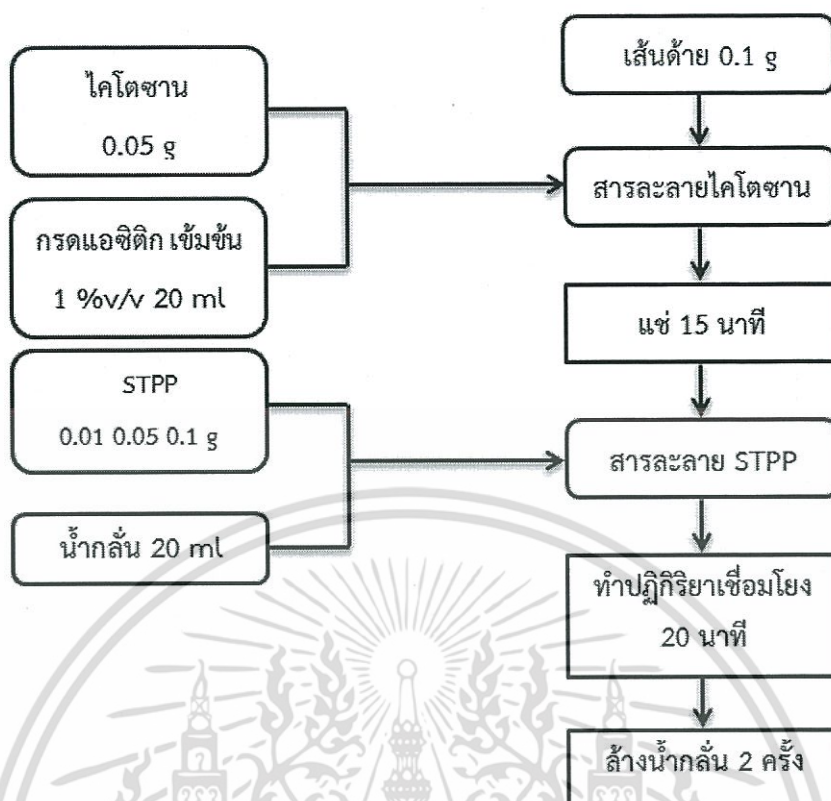 ไคโตซาน
0.05 g
กรดแอซิติก เข้มข้น
1 %v/v 20 ml
STPP
0.01 0.05 0.1 g
น้ำกลั่น 20 ml
เส้นด้าย 0.1 g
สารละลายไคโตซาน
แช่ 15 นาที
สารละลาย STPP
ทำปฏิกิริยาเชื่อมโยง
20 นาที
ล้างน้ำกลั่น 2 ครั้ง